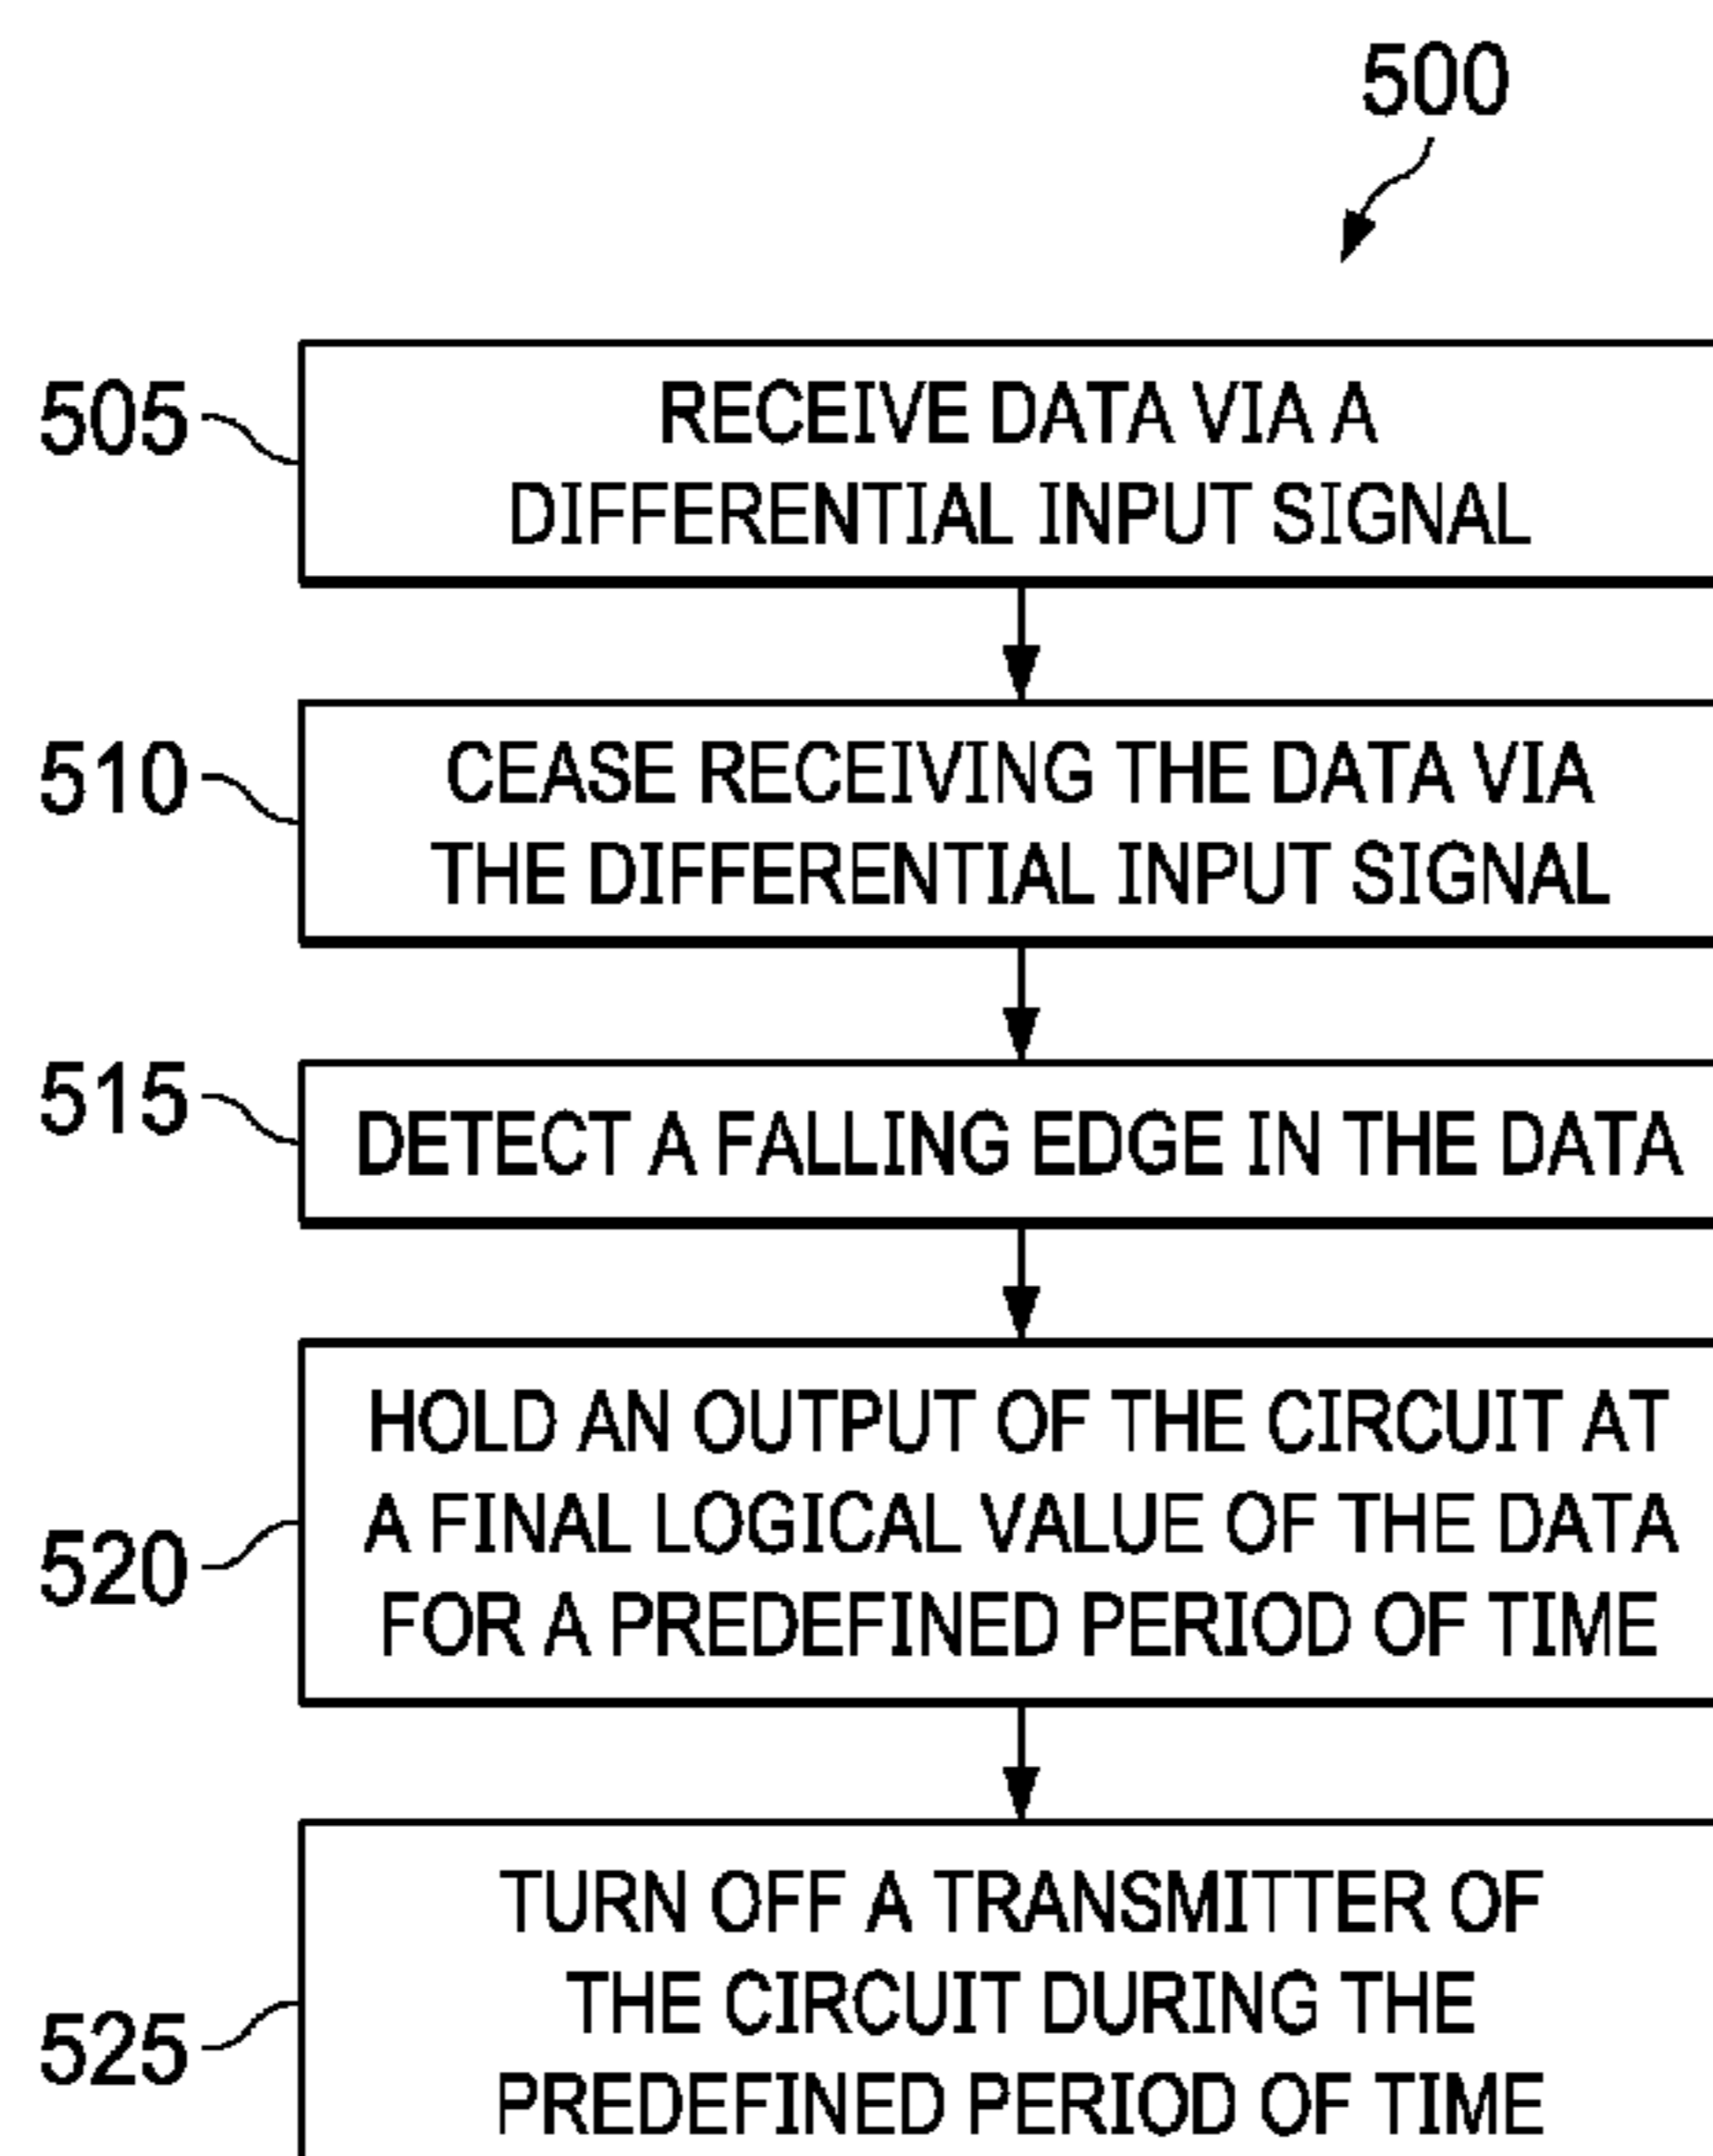 500
505
RECEIVE DATA VIA A
DIFFERENTIAL INPUT SIGNAL
510
CEASE RECEIVING THE DATA VIA
THE DIFFERENTIAL INPUT SIGNAL
515
DETECT A FALLING EDGE IN THE DATA
520
HOLD AN OUTPUT OF THE CIRCUIT AT
A FINAL LOGICAL VALUE OF THE DATA
FOR A PREDEFINED PERIOD OF TIME
525
TURN OFF A TRANSMITTER OF
THE CIRCUIT DURING THE
PREDEFINED PERIOD OF TIME